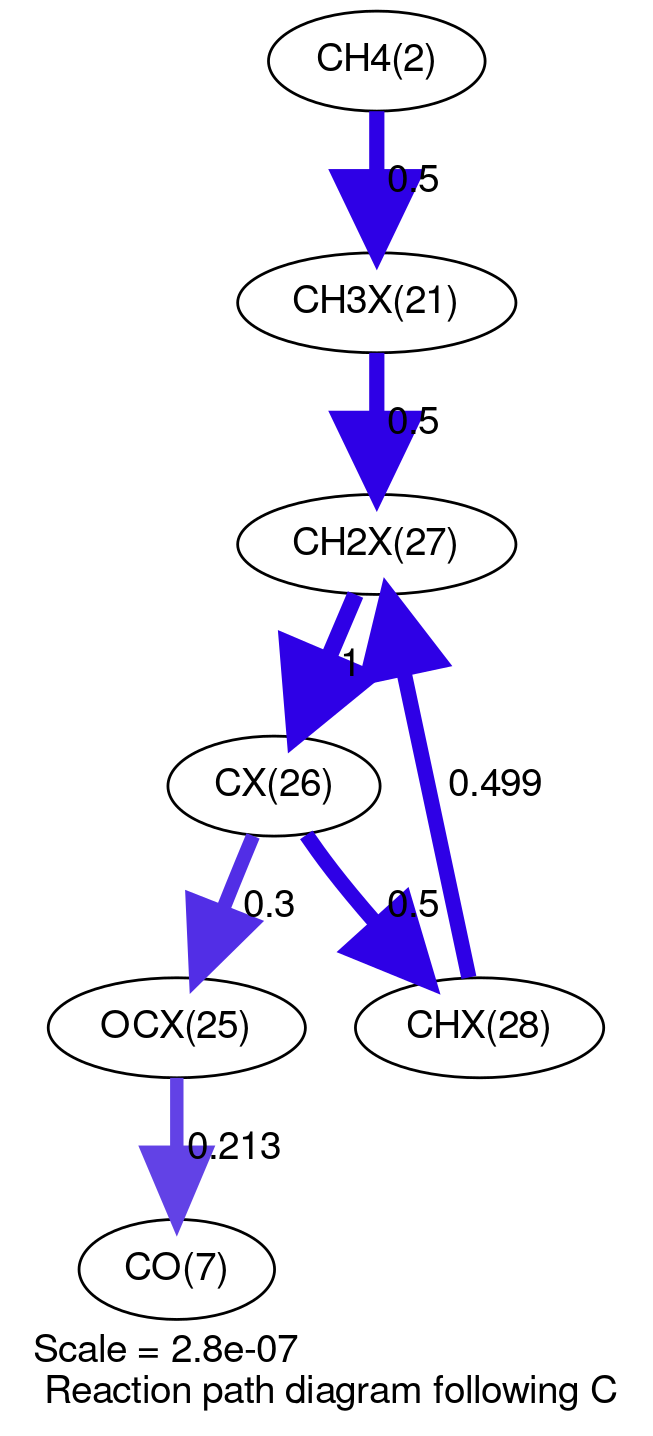 CH4(2)
0.5
CH3X(21)
0.5
CH2X(27)
1
CX(26)
0.499
0.3
0.5
OCX(25)
CHX(28)
0.213
CO(7)
Scale = 2.8e-07
Reaction path diagram following C